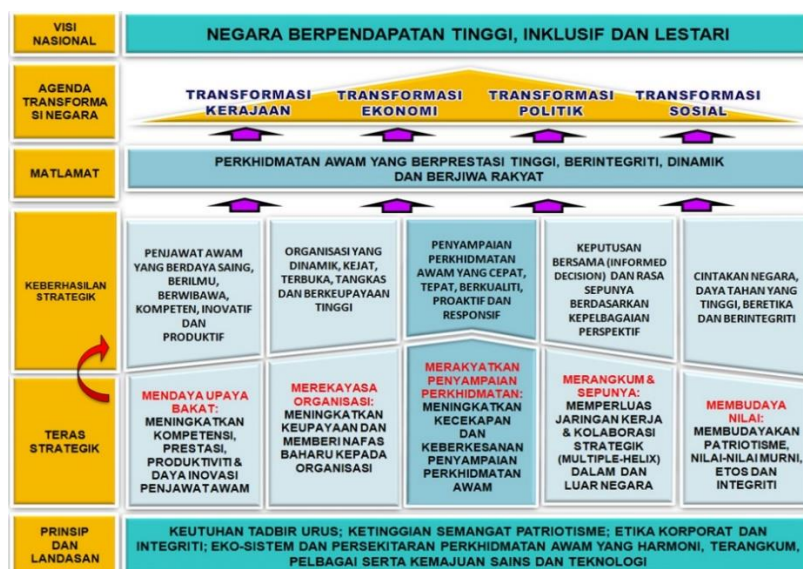 VISI
NASIONAL
NEGARA BERPENDAPATAN TINGGI, INKLUSIF DAN LESTARI
AGENDA
TRANSFORMA
SI NEGARA
TRANSFORMASI
KERAJAAN
TRANSFORMASI
EKONOMI
TRANSFORMASI
POLITIK
TRANSFORMASI
SOSIAL
MATLAMAT
PERKHIDMATAN AWAM YANG BERPRESTASI TINGGI, BERINTEGRITI, DINAMIK
DAN BERJIWA RAKYAT
KEBERHASILAN
STRATEGIK
PENJAWAT AWAM
YANG BERDAYA SAING,
BERILMU,
BERWIBAWA,
KOMPETEN, INOVATIF
DAN
PRODUKTIF
ORGANISASI YANG
DINAMIK, KEJAT,
TERBUKA, TANGKAS
DAN BERKEUPAYAAN
TINGGI
PENYAMPAIAN
PERKHIDMATAN
AWAM YANG CEPAT,
TEPAT, BERKUALITI,
PROAKTIF DAN
RESPONSIF
KEPUTUSAN
BERSAMA (INFORMED
DECISION) DAN RASA
SEPUNYA
BERDASARKAN
KEPELBAGAIAN
PERSPEKTIF
CINTAKAN NEGARA,
DAYA TAHAN YANG
TINGGI, BERETIKA
DAN BERINTEGRITI
TERAS
STRATEGIK
MENDAYA UPAYA
BAKAT:
MENINGKATKAN
KOMPETENSI,
PRESTASI,
PRODUKTIVITI &
DAYA INOVASI
PENJAWATAWAM
MEREKAYASA
ORGANISASI:
MENINGKATKAN
KEUPAYAAN DAN
MEMBERI NAFAS
BAHARU KEPADA
ORGANISASI
MERAKYATKAN
PENYAMPAIAN
PERKHIDMATAN:
MENINGKATKAN
KECEKAPAN
DAN
KEBERKESANAN
PENYAMPAIAN
PERKHIDMATAN
AWAM
MERANGKUM &
SEPUNYA:
MEMPERLUAS
JARINGAN KERJA
& KOLABORASI
STRATEGIK
(MULTIPLE-HELIX)
DALAM DAN
LUAR NEGARA
MEMBUDAYA
NILAI:
MEMBUDAYAKAN
PATRIOTISME,
NILAI-NILAI MURNI,
ETOS DAN
INTEGRITI
PRINSIP
DAN
LANDASAN
KEUTUHAN TADBIR URUS; KETINGGIAN SEMANGAT PATRIOTISME; ETIKA KORPORAT DAN
INTEGRITI; EKO-SISTEM DAN PERSEKITARAN PERKHIDMATAN AWAM YANG HARMONI, TERANGKUM,
PELBAGAI SERTA KEMAJUAN SAINS DAN TEKNOLOGI